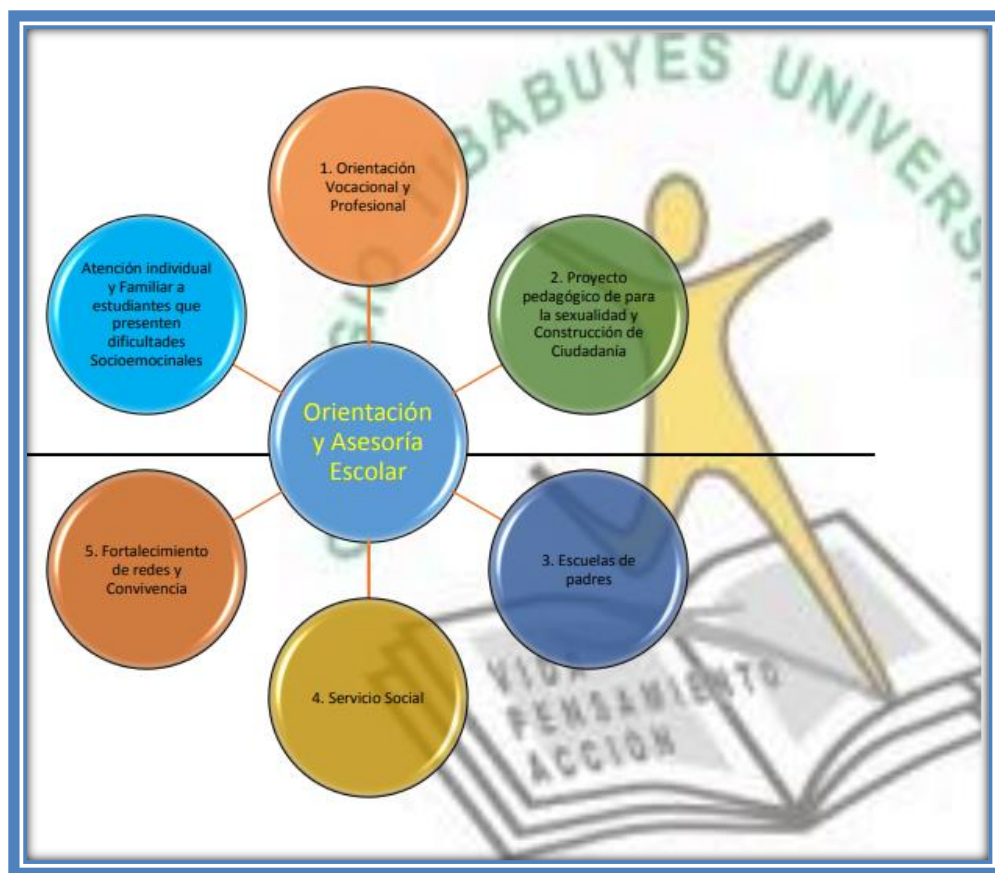 1. Orientación
Vocacional y
Profesional
2. Proyecto
pedagógico de para
la sexualidad y
Construcción de
Ciudadanía
3. Escuelas de
padres
4. Servicio Social
5. Fortalecimiento
de redes y
Convivencia
Atención individual
y Familiar a
estudiantes que
presenten
dificultades
Socioemocinales
Orientación
y Asesoría
Escolar
VIDA
PENSAMIENTO
ACCION